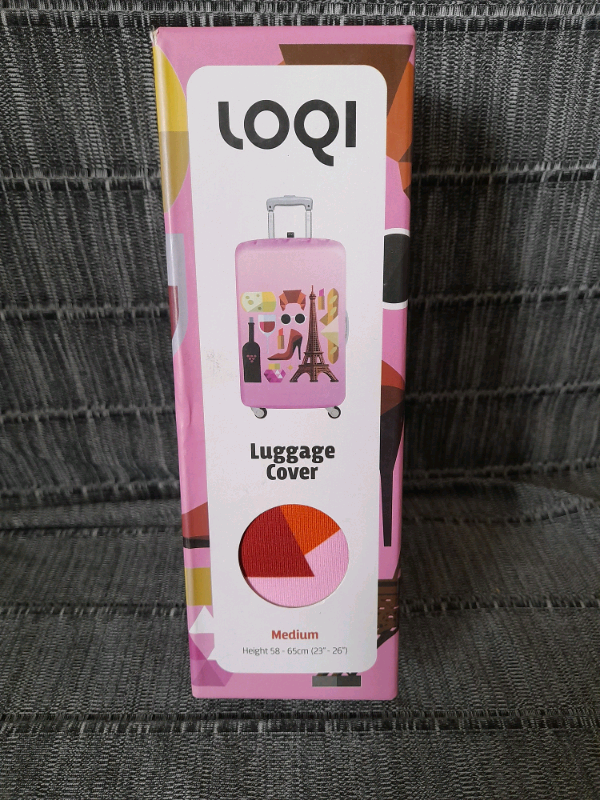 LOQI
Luggage
Cover
Medium
Height 58 - 65cm (23" - 26")